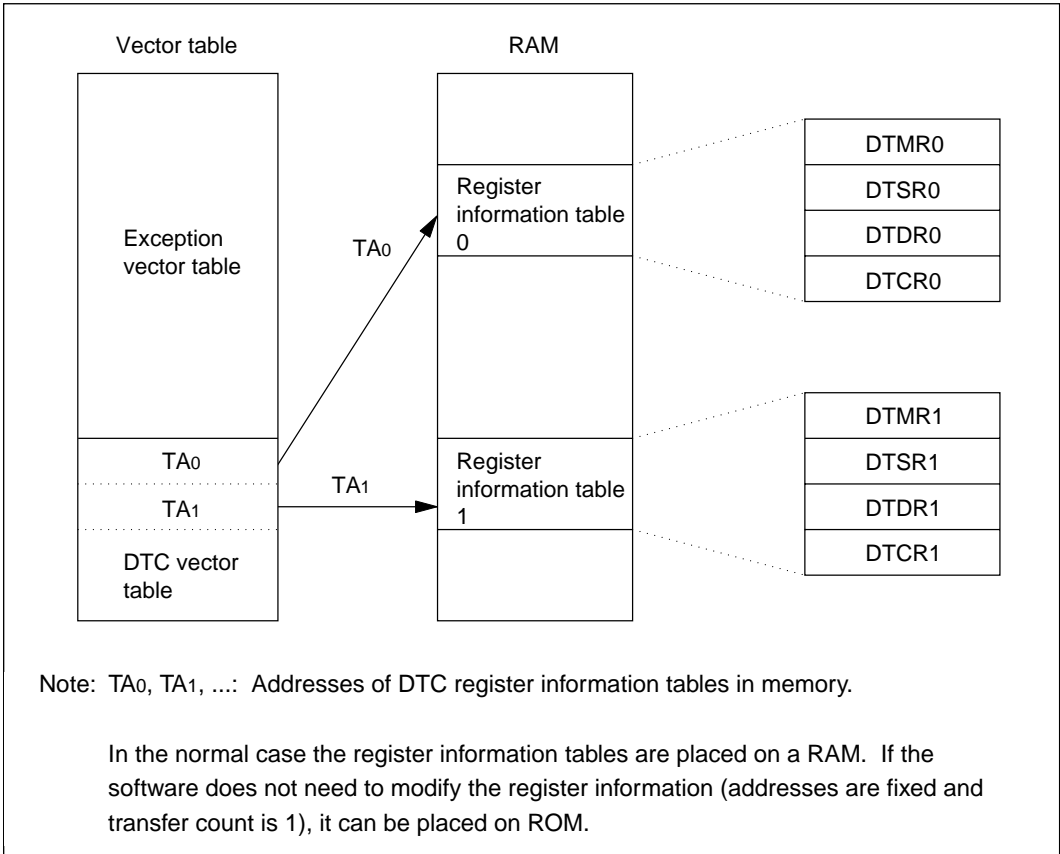 Vector table
Exception
vector table
TA0
TA1
DTC vector
table
TA0
TA1
RAM
Register
information table
0
Register
information table
1
DTMR0
DTSR0
DTDR0
DTCR0
DTMR1
DTSR1
DTDR1
DTCR1
Note: TA0, TA1, ...: Addresses of DTC register information tables in memory.
In the normal case the register information tables are placed on a RAM. If the
software does not need to modify the register information (addresses are fixed and
transfer count is 1), it can be placed on ROM.